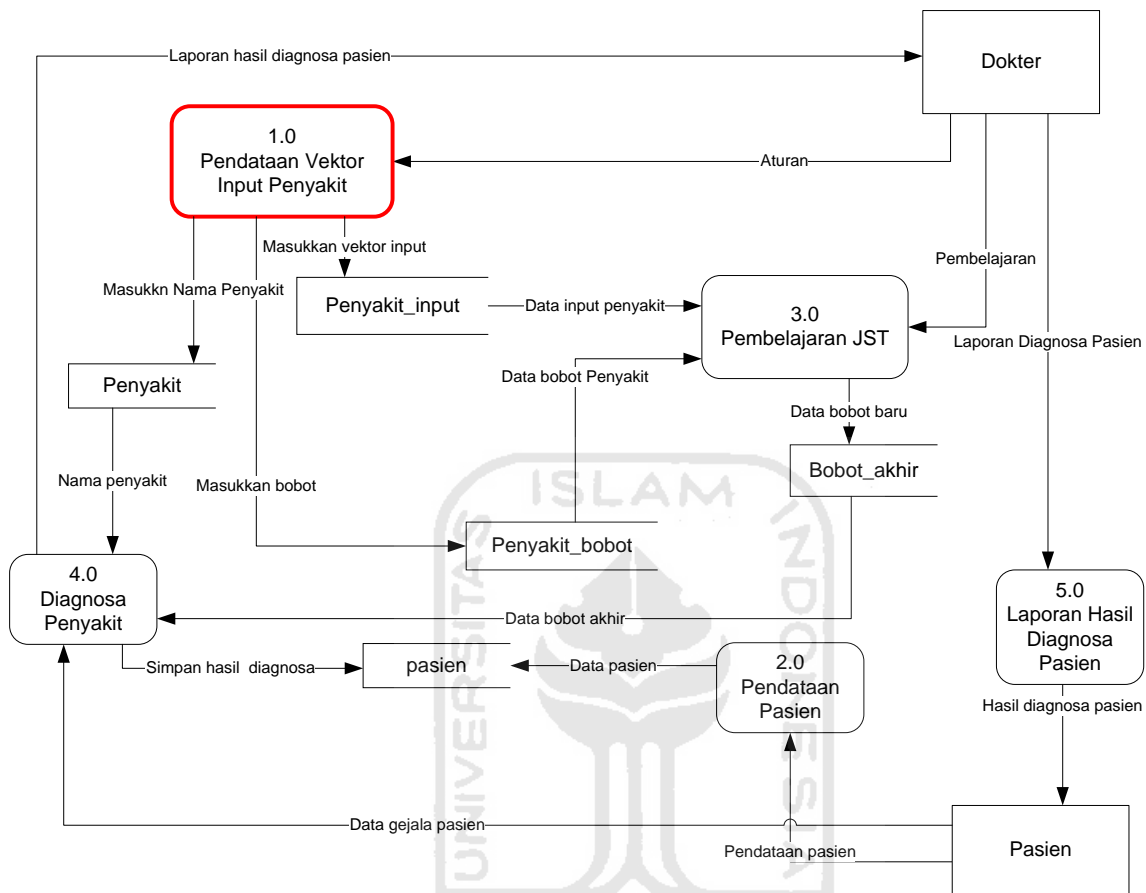 Laporan hasil diagnosa pasien
Dokter
1.0
Pendataan Vektor
Input Penyakit
Aturan
Masukkan vektor input
Pembelajaran
Masukkn Nama Penyakit
Penyakit_input
Data input penyakit
3.0
Pembelajaran JST
Laporan Diagnosa Pasien
Penyakit
Data bobot Penyakit
Data bobot baru
Nama penyakit
Masukkan bobot
Bobot_akhir
Penyakit_bobot
4.0
Diagnosa
Penyakit
5.0
Laporan Hasil
Diagnosa
Pasien
Data bobot akhir
Simpan hasil diagnosa
pasien
Data pasien
2.0
Pendataan
Pasien
Hasil diagnosa pasien
Data gejala pasien
Pendataan pasien
Pasien
UNIVERSITAS
ISLAM
INDONESIA